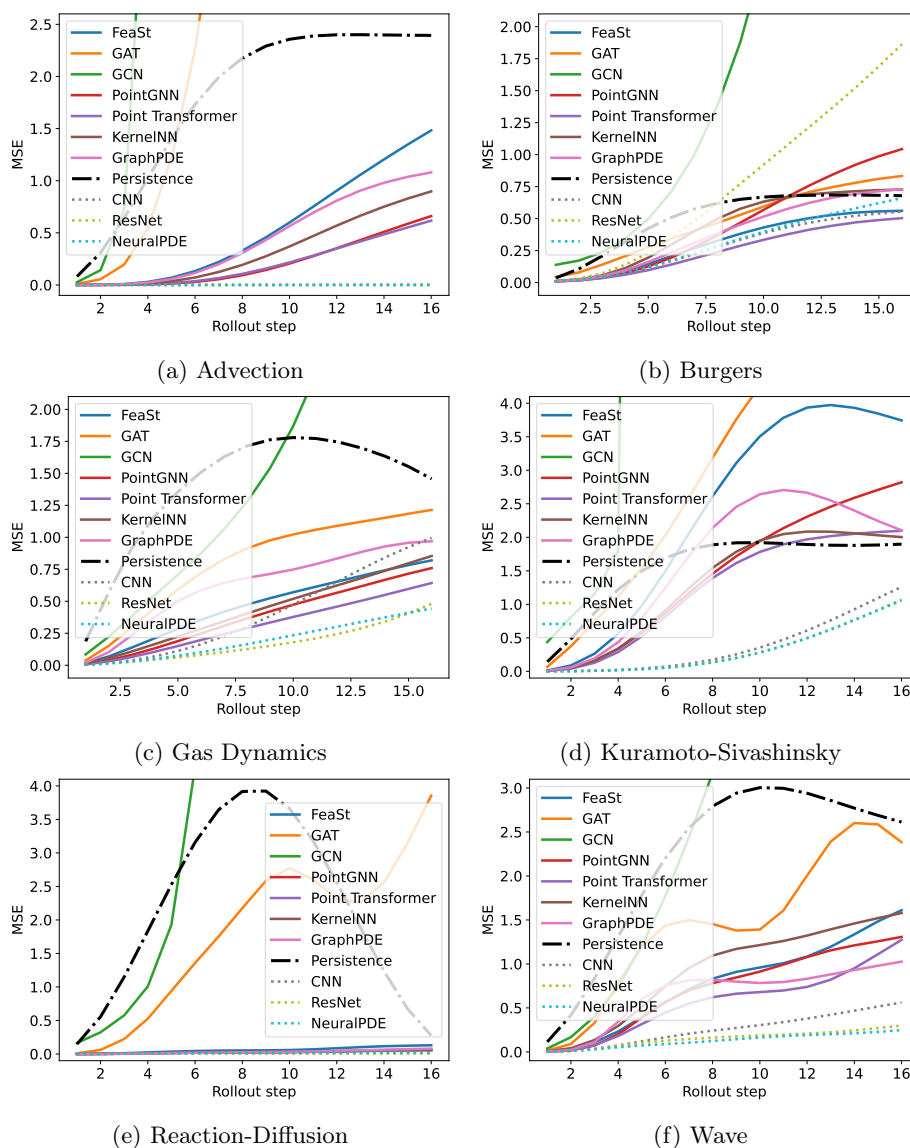 2.5
2.0
1.5
1.0
0.5
0.0
MSE
FeaSt
GAT
GCN
PointGNN
Point Transformer
KernelNN
GraphPDE
Persistence
CNN
ResNet
NeuralPDE
2 4 6 8 10 12 14 16
Rollout step
(a) Advection
2.00
1.75
1.50
1.25
1.00
0.75
0.50
0.25
0.00
MSE
FeaSt
GAT
GCN
PointGNN
Point Transformer
KernelNN
GraphPDE
Persistence
CNN
ResNet
NeuralPDE
2.5 5.0 7.5 10.0 12.5 15.0
Rollout step
(b) Burgers
2.00
1.75
1.50
1.25
1.00
0.75
0.50
0.25
0.00
MSE
FeaSt
GAT
GCN
PointGNN
Point Transformer
KernelNN
GraphPDE
Persistence
CNN
ResNet
NeuralPDE
2.5 5.0 7.5 10.0 12.5 15.0
Rollout step
(c) Gas Dynamics
4.0
3.5
3.0
2.5
2.0
1.5
1.0
0.5
0.0
MSE
FeaSt
GAT
GCN
PointGNN
Point Transformer
KernelNN
GraphPDE
Persistence
CNN
ResNet
NeuralPDE
2 4 6 8 10 12 14 16
Rollout step
(d) Kuramoto-Sivashinsky
4.0
3.5
3.0
2.5
2.0
1.5
1.0
0.5
0.0
MSE
FeaSt
GAT
GCN
PointGNN
Point Transformer
KernelNN
GraphPDE
Persistence
CNN
ResNet
NeuralPDE
2 4 6 8 10 12 14 16
Rollout step
(e) Reaction-Diffusion
3.0
2.5
2.0
1.5
1.0
0.5
0.0
MSE
FeaSt
GAT
GCN
PointGNN
Point Transformer
KernelNN
GraphPDE
Persistence
CNN
ResNet
NeuralPDE
2 4 6 8 10 12 14 16
Rollout step
(f) Wave